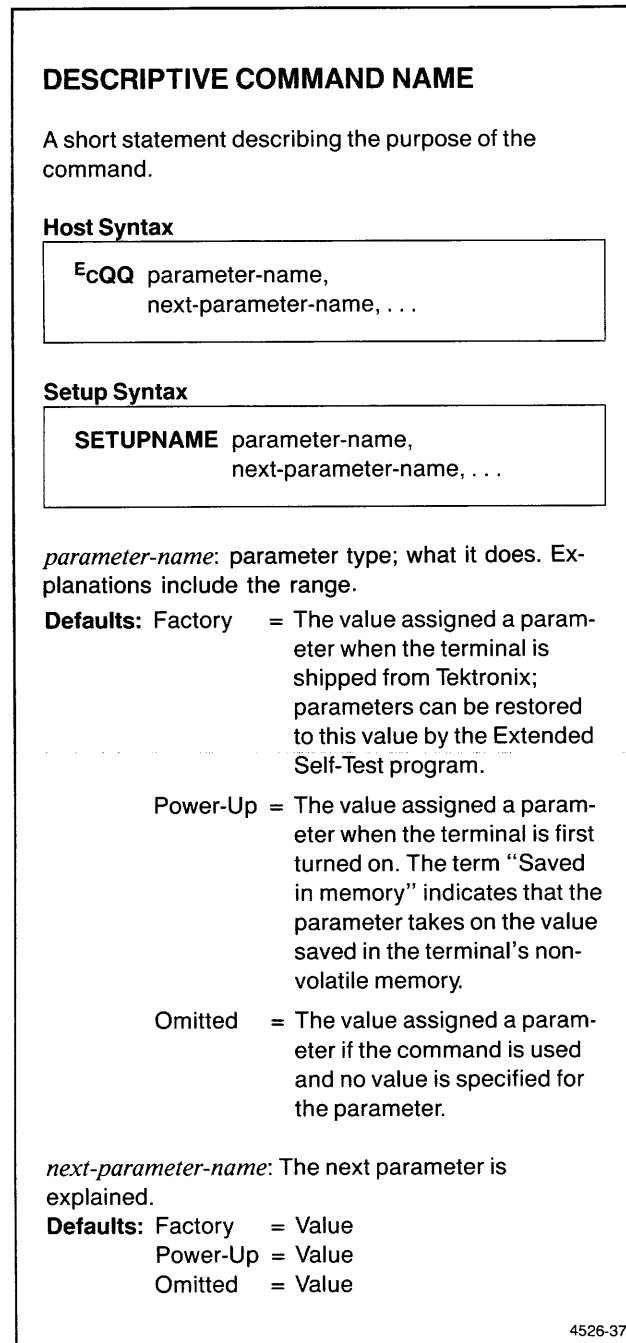 DESCRIPTIVE COMMAND NAME
A short statement describing the purpose of the
command.
Host Syntax
EcQQ parameter-name,
next-parameter-name, . . .
Setup Syntax
SETUPNAME parameter-name,
next-parameter-name, . . .
parameter-name: parameter type; what it does. Ex-
planations include the range.
Defaults: Factory = The value assigned a param-
eter when the terminal is
shipped from Tektronix;
parameters can be restored
to this value by the Extended
Self-Test program.
Power-Up = The value assigned a param-
eter when the terminal is first
turned on. The term “Saved
in memory” indicates that the
parameter takes on the value
saved in the terminal's non-
volatile memory.
Omitted = The value assigned a param-
eter if the command is used
and no value is specified for
the parameter.
next-parameter-name: The next parameter is
explained.
Defaults: Factory = Value
Power-Up = Value
Omitted = Value
4526-37